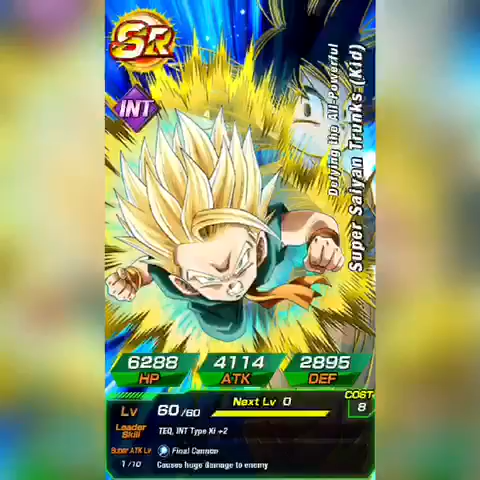 SR
INT
Defying the All-Powerful
Super Saiyan Trunks (Kid)
6288 4114 2895
HP ATK DEF
Lv 60/60 Next Lv 0 COST 8
Leader Skill TEQ, INT Type Ki +2
Super ATK Lv Final Cannon
1/10 Causes huge damage to enemy